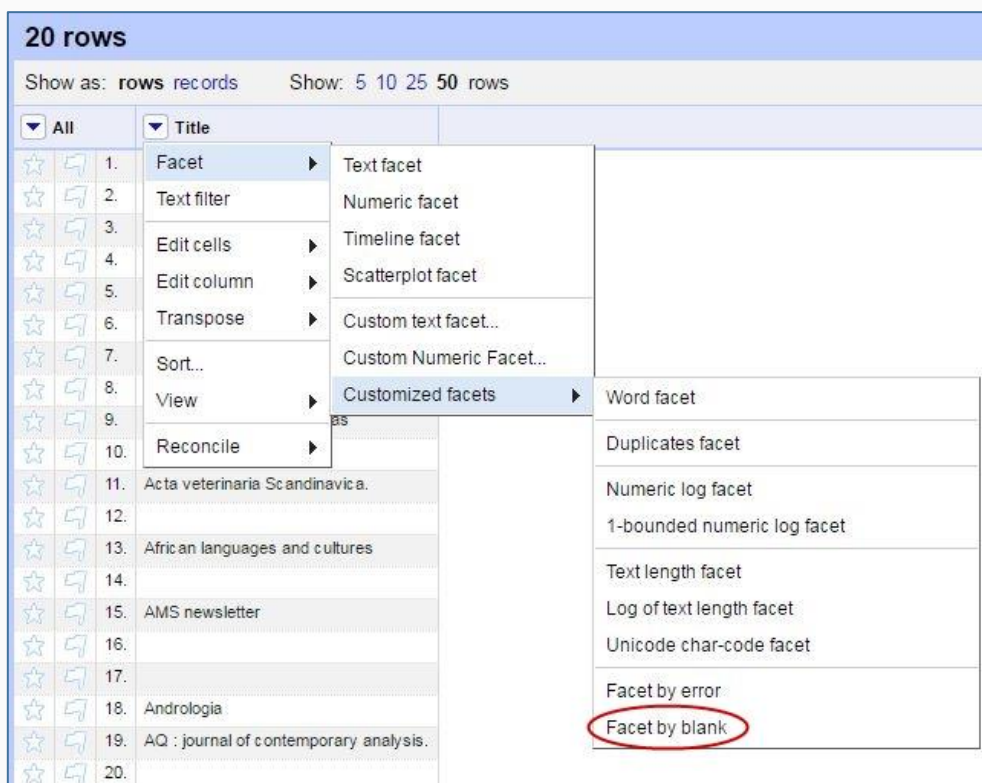 20 rows
Show as: rows records Show: 5 10 25 50 rows
All Title
1.
2.
3.
4.
5.
6.
7.
8.
9. as
10.
11. Acta veterinaria Scandinavica.
12.
13. African languages and cultures
14.
15. AMS newsletter
16.
17.
18. Andrologia
19. AQ : journal of contemporary analysis.
20.
Facet
Text filter
Edit cells
Edit column
Transpose
Sort...
View
Reconcile
Text facet
Numeric facet
Timeline facet
Scatterplot facet
Custom text facet...
Custom Numeric Facet...
Customized facets
Word facet
Duplicates facet
Numeric log facet
1-bounded numeric log facet
Text length facet
Log of text length facet
Unicode char-code facet
Facet by error
Facet by blank